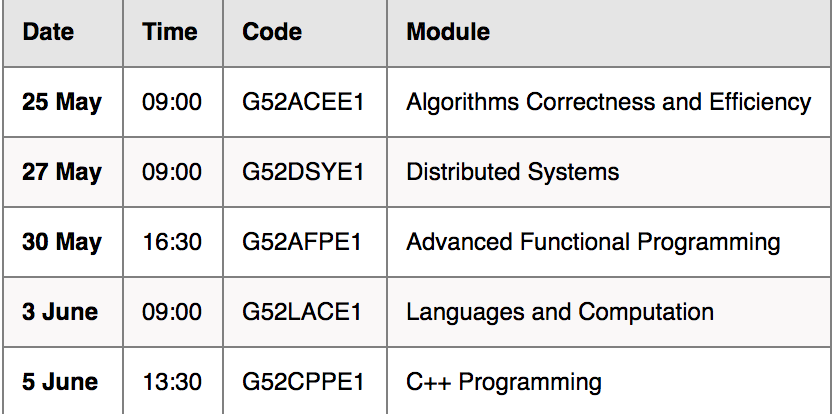 Date Time Code Module
25 May 09:00 G52ACEE1 Algorithms Correctness and Efficiency
27 May 09:00 G52DSYE1 Distributed Systems
30 May 16:30 G52AFPE1 Advanced Functional Programming
3 June 09:00 G52LACE1 Languages and Computation
5 June 13:30 G52CPPE1 C++ Programming